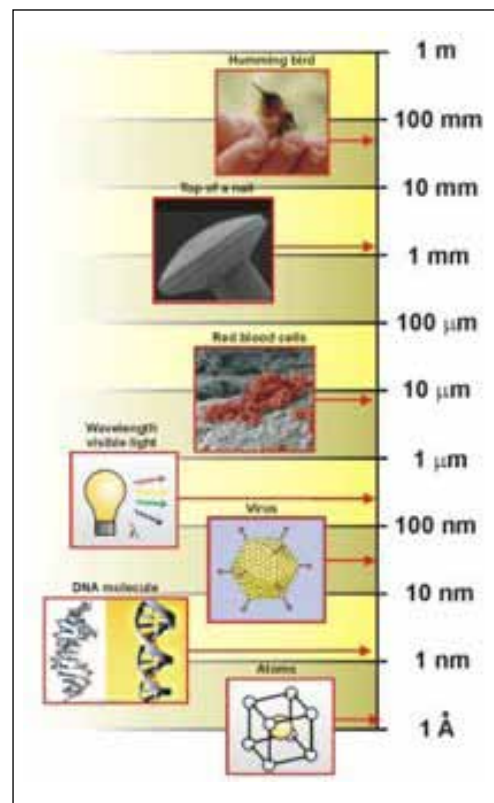 1 m
Humming bird
100 mm
10 mm
Top of a nail
1 mm
100 µm
Red blood cells
10 µm
Wavelength
visible light
1 µm
λ
Virus
100 nm
DNA molecule
10 nm
1 nm
Atoms
1 Å